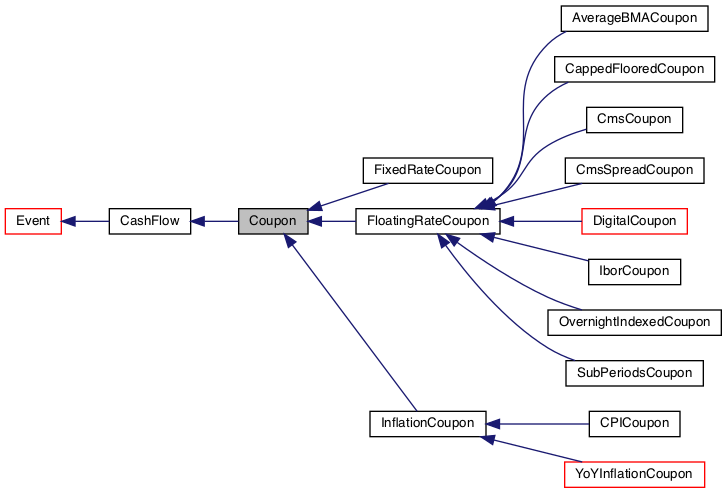 AverageBMACoupon
CappedFlooredCoupon
CmsCoupon
FixedRateCoupon
CmsSpreadCoupon
Event
CashFlow
Coupon
FloatingRateCoupon
DigitalCoupon
IborCoupon
OvernightIndexedCoupon
SubPeriodsCoupon
InflationCoupon
CPICoupon
YoYInflationCoupon